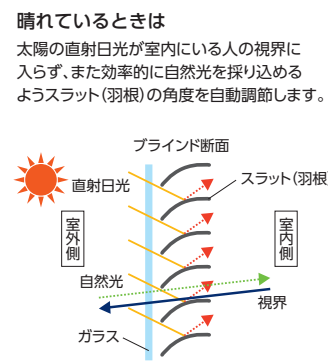 晴れているときは
太陽の直射日光が室内にいる人の視界に
入らず、また効率的に自然光を採り込める
ようスラット(羽根)の角度を自動調節します。
ブラインド断面
スラット(羽根
直射日光
室外側
室内側
自然光
視界
ガラス